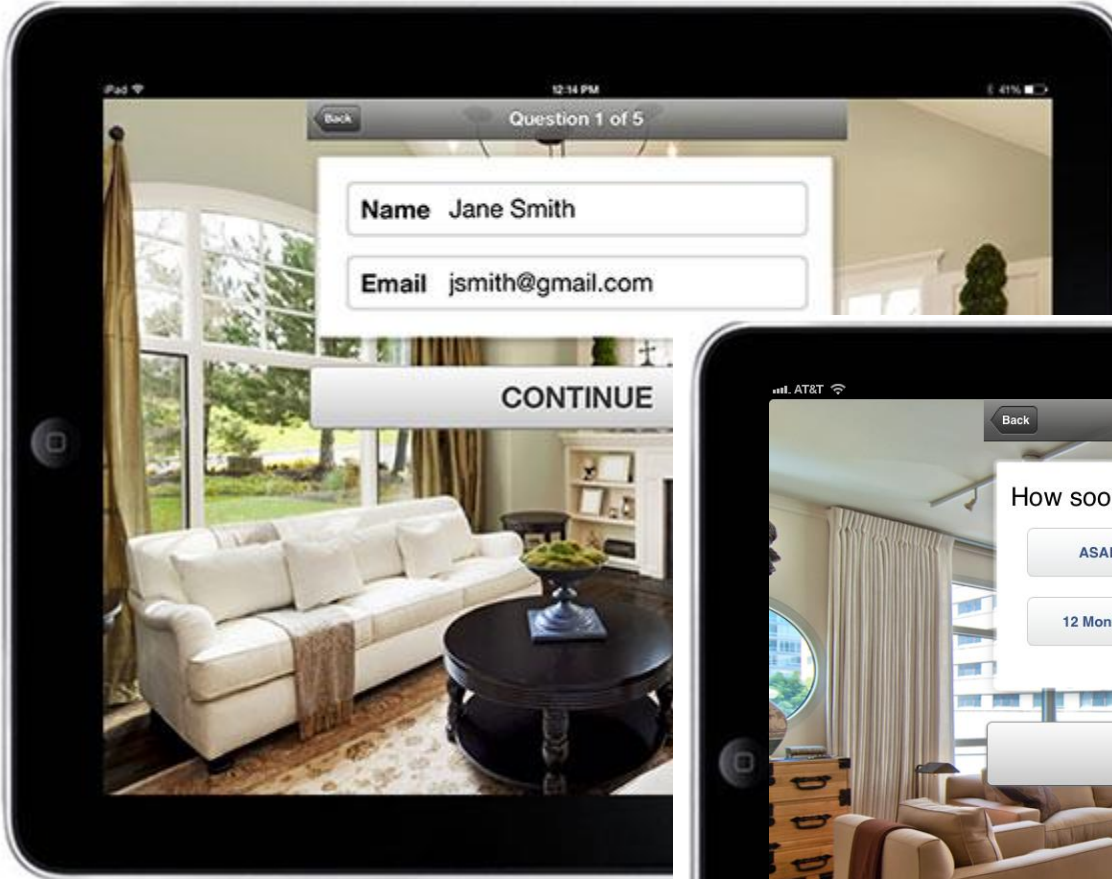 iPad
12:14 PM
41%
Back
Question 1 of 5
Name Jane Smith
Email jsmith@gmail.com
CONTINUE
AT&T
Back
How soo
ASA
12 Mon